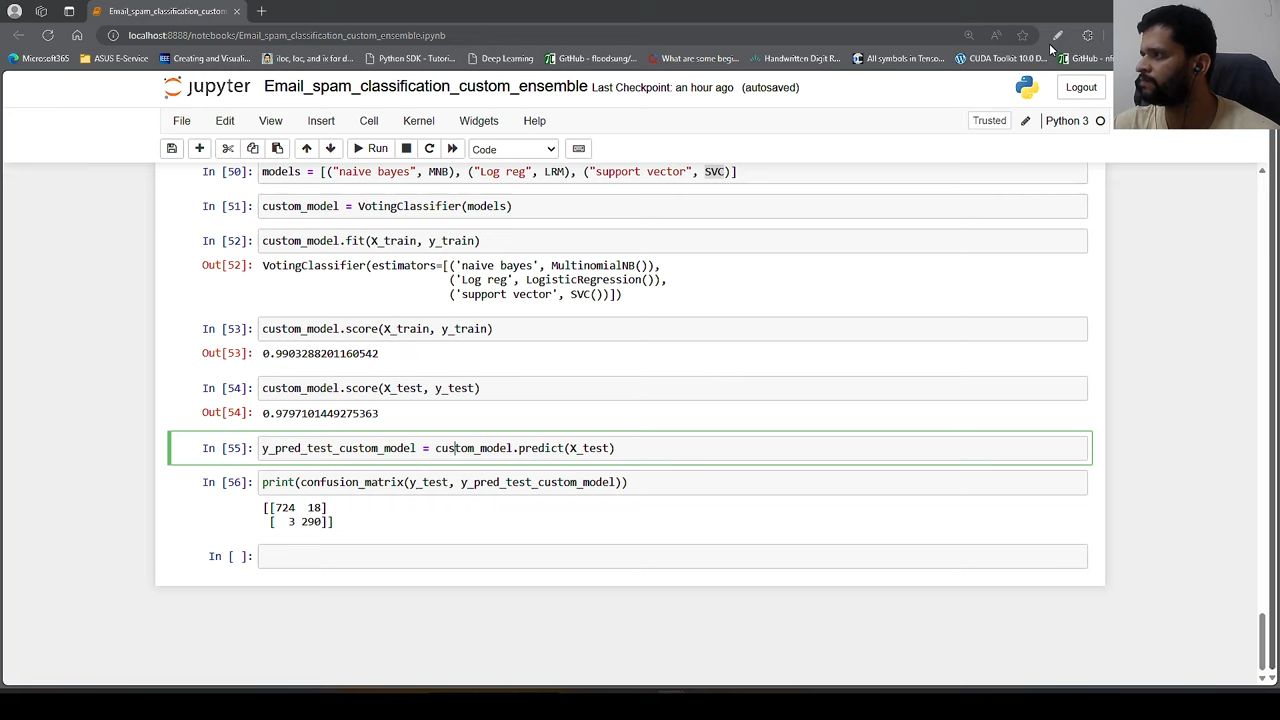 Email_spam_classification_custom
localhost:8888/notebooks/Email_spam_classification_custom_ensemble.ipynb
Microsoft365
ASUS E-Service
Creating and Visuali...
iloc, loc, and ix for d...
Python SDK - Tutori...
Deep Learning
GitHub - floodsung/...
What are some begi...
Handwritten Digit R...
All symbols in Tenso...
CUDA Toolkit 10.0 D...
GitHub - nf
jupyter
Email_spam_classification_custom_ensemble
Last Checkpoint: an hour ago
(autosaved)
Logout
File
Edit
View
Insert
Cell
Kernel
Widgets
Help
Trusted
Python 3
Run
Code
In [50]: models = [("naive bayes", MNB), ("Log reg", LRM), ("support vector", SVC)]
In [51]: custom_model = VotingClassifier(models)
In [52]: custom_model.fit(X_train, y_train)
Out[52]: VotingClassifier(estimators=[('naive bayes', MultinomialNB()),
('Log reg', LogisticRegression()),
('support vector', SVC())])
In [53]: custom_model.score(X_train, y_train)
Out[53]: 0.9903288201160542
In [54]: custom_model.score(X_test, y_test)
Out[54]: 0.9797101449275363
In [55]: y_pred_test_custom_model = custom_model.predict(X_test)
In [56]: print(confusion_matrix(y_test, y_pred_test_custom_model))
[[724 18]
[ 3 290]]
In [ ]: